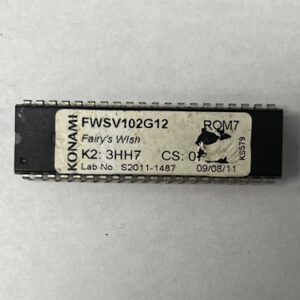 KONAMI
FWSV102G12 ROM7
Fairy's Wish
K2: 3HH7 CS: 0
Lab No.: S2011-1487 09/08/11
KS579